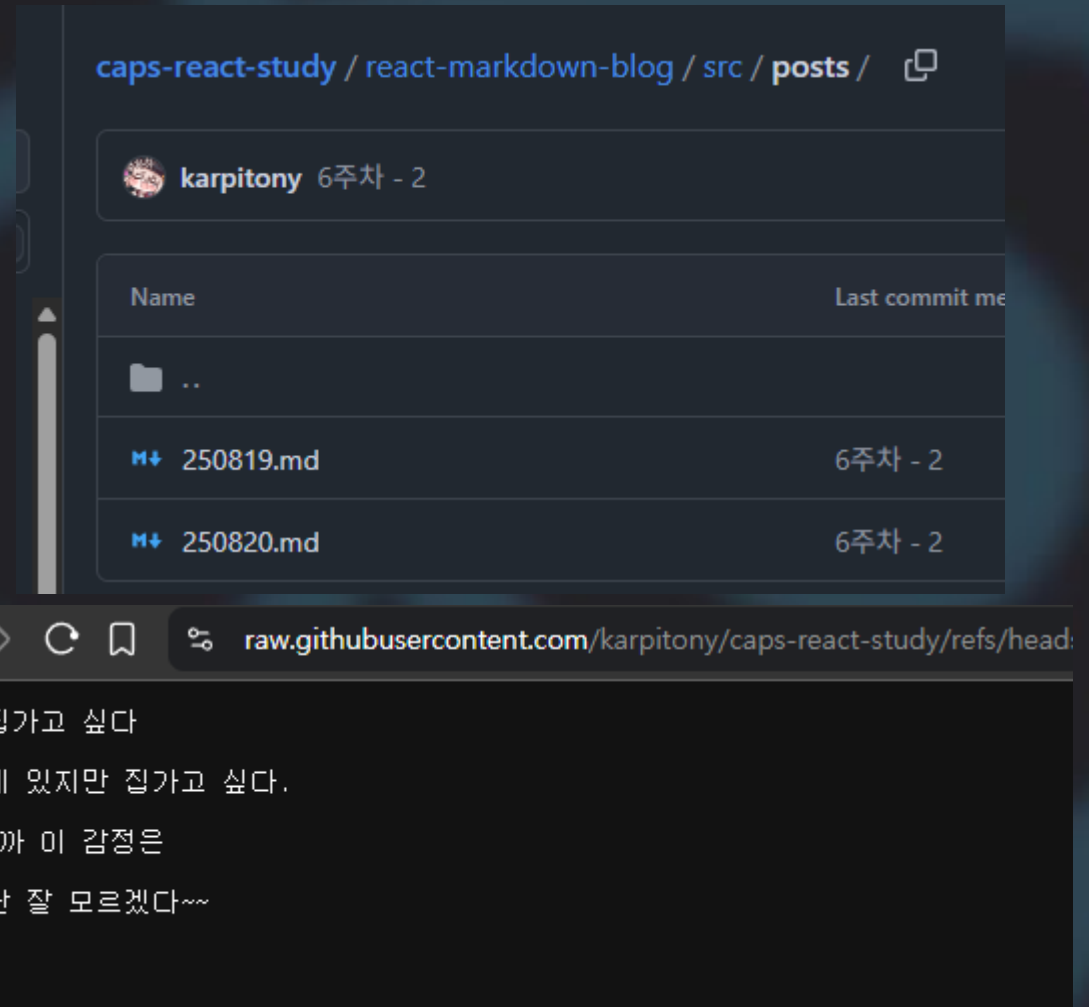 caps-react-study / react-markdown-blog / src / posts /
karpitony 6주차 - 2
Name Last commit me
..
250819.md 6주차 - 2
250820.md 6주차 - 2
raw.githubusercontent.com/karpitony/caps-react-study/refs/head
집가고 싶다
있지만 집가고 싶다.
이 감정은
잘 모르겠다~~